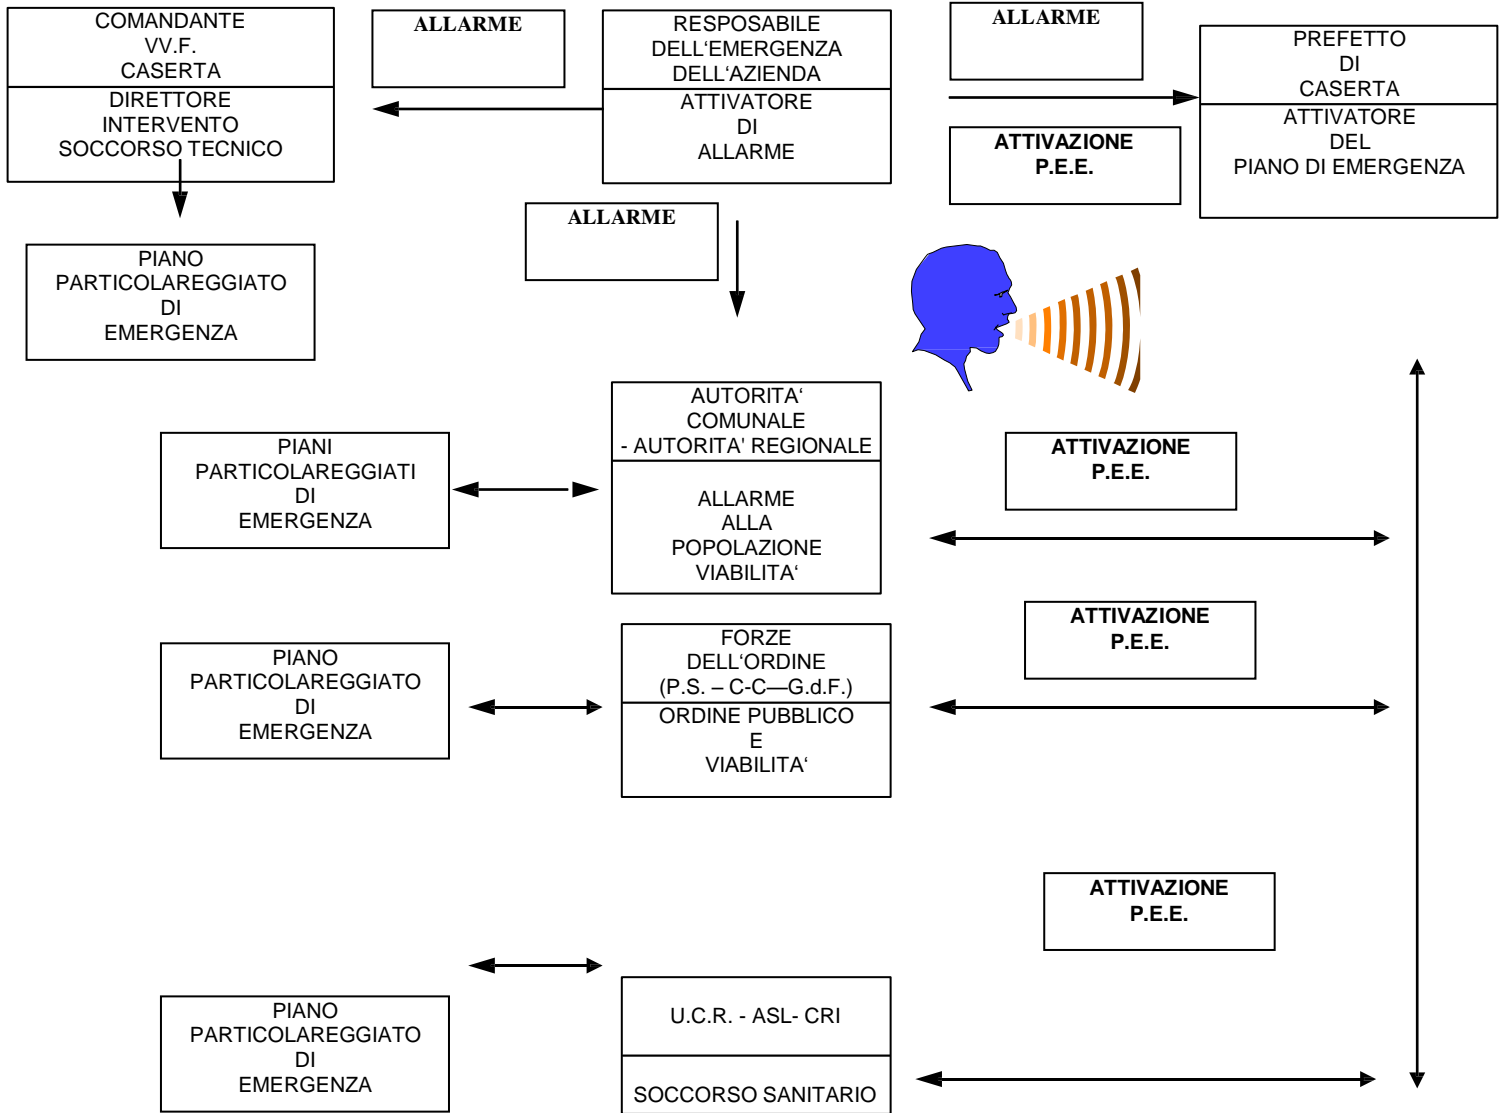 COMANDANTE
VV.F.
CASERTA
DIRETTORE
INTERVENTO
SOCCORSO TECNICO
ALLARME
RESPOSABILE
DELL'EMERGENZA
DELL'AZIENDA
ATTIVATORE
DI
ALLARME
ALLARME
PREFETTO
DI
CASERTA
ATTIVATORE
DEL
PIANO DI EMERGENZA
ATTIVAZIONE
P.E.E.
ALLARME
PIANO
PARTICOLAREGGIATO
DI
EMERGENZA
PIANI
PARTICOLAREGGIATI
DI
EMERGENZA
AUTORITA‘
COMUNALE
- AUTORITA' REGIONALE
ALLARME
ALLA
POPOLAZIONE
VIABILITA‘
ATTIVAZIONE
P.E.E.
PIANO
PARTICOLAREGGIATO
DI
EMERGENZA
FORZE
DELL'ORDINE
(P.S. – C-C—G.d.F.)
ORDINE PUBBLICO
E
VIABILITA‘
ATTIVAZIONE
P.E.E.
ATTIVAZIONE
P.E.E.
PIANO
PARTICOLAREGGIATO
DI
EMERGENZA
U.C.R. - ASL- CRI
SOCCORSO SANITARIO